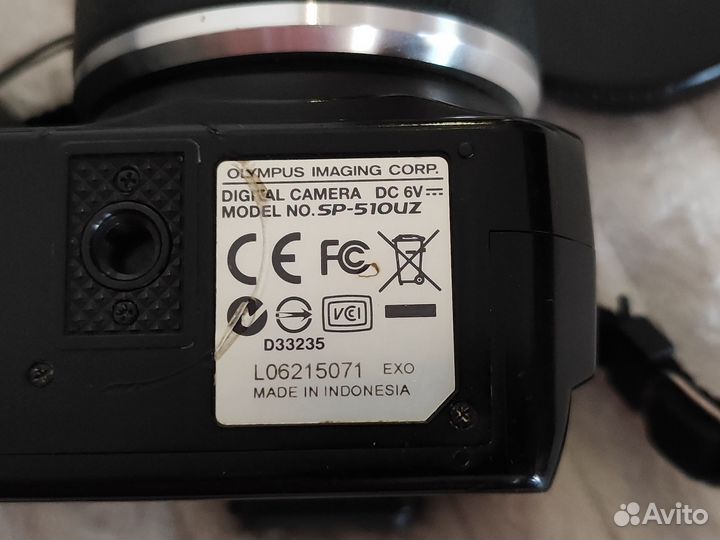 OLYMPUS IMAGING CORP.
DIGITAL CAMERA DC 6V
MODEL NO. SP-510UZ
CE FC
VCI
D33235
L06215071 EXO
MADE IN INDONESIA
Avito